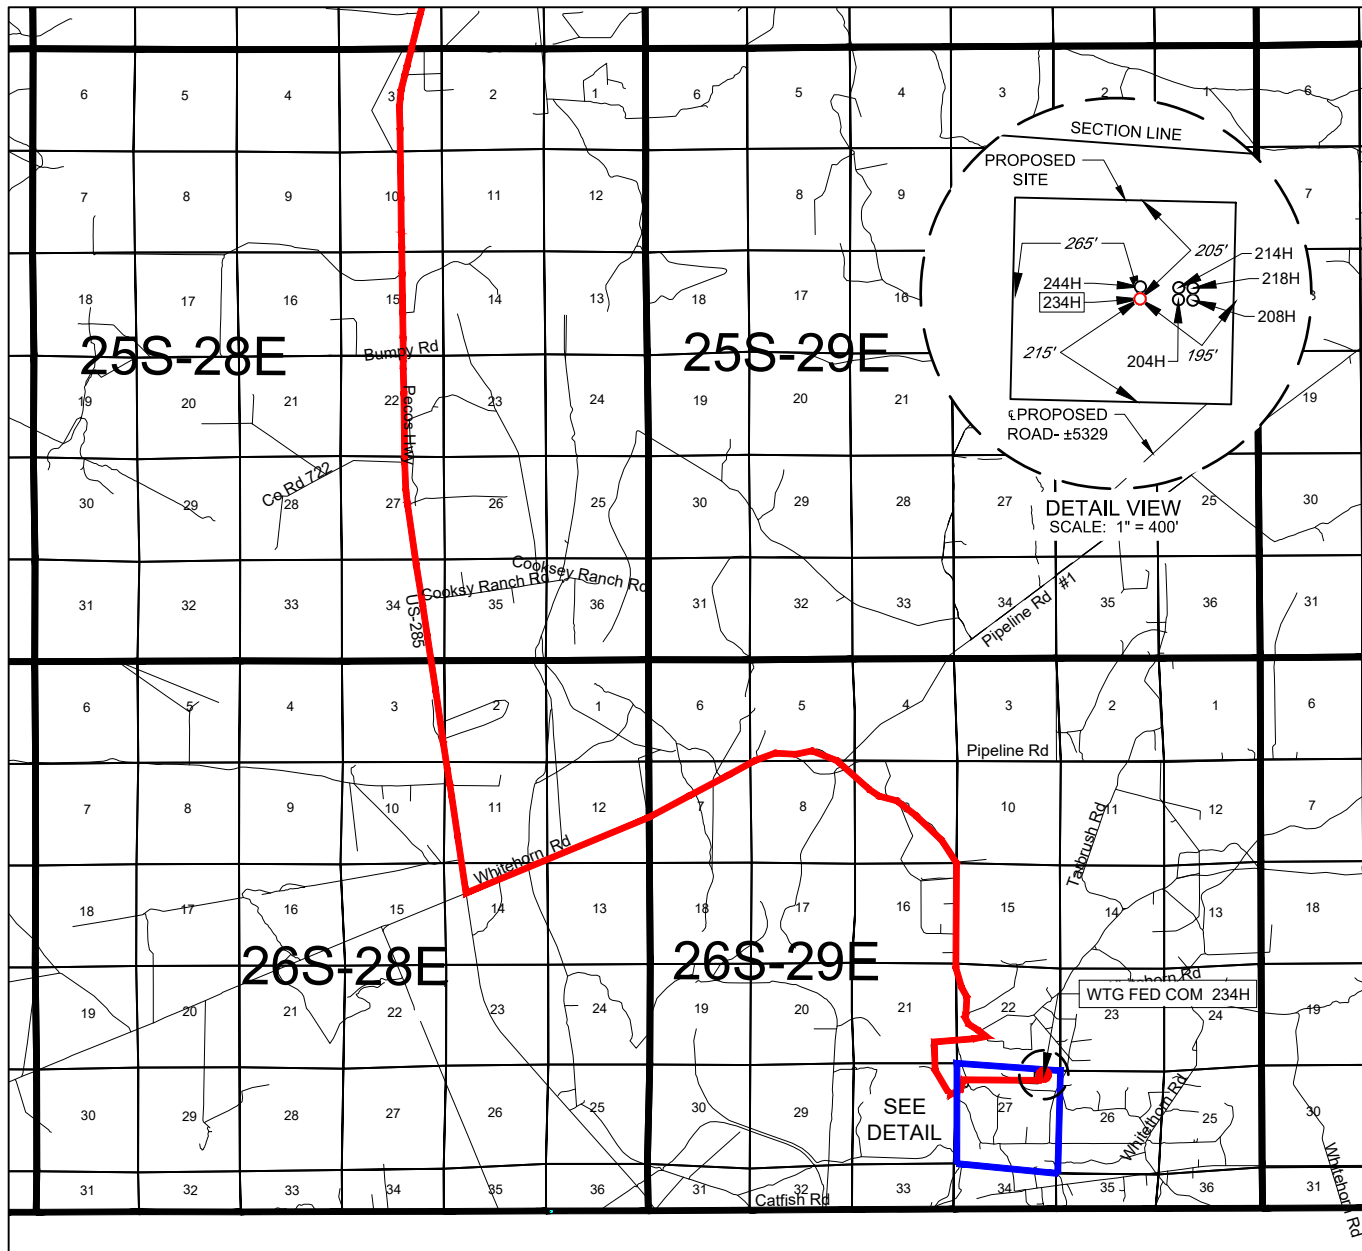 6 5 4 3 2 1 6 5 4 3 2 1 6
SECTION LINE
PROPOSED
SITE
7 8 9 10 11 12 8 9 7
265'
205'
214H
244H
218H
234H
208H
215'
204H
195'
18 17 16 15 14 13 18 17 16
25S-28E
Bumpy Rd
25S-29E
19 20 21 22 23 24 19 20 21 19
Pecos Hwy
℄PROPOSED
ROAD- ±5329
Co Rd 722
30 29 28 27 26 25 30 29 28 27 25 30
DETAIL VIEW
SCALE: 1" = 400'
Cooksy Ranch Rd
Cooksey Ranch Rd
31 32 33 34 35 36 31 32 33 34 35 36 31
US-285
Pipeline Rd #1
6 5 4 3 2 1 6 5 4 3 2 1 6
Pipeline Rd
7 8 9 10 11 12 7 8 10 11 12 7
Tarbrush Rd
Whitehorn Rd
18 17 16 15 14 13 18 17 16 15 14 13 18
26S-28E
26S-29E
WTG FED COM 234H
19 20 21 22 23 24 19 20 21 22 23 24 19
30 29 28 27 26 25 30 29 27 26 25 30
SEE
DETAIL
Whitethorn Rd
31 32 33 34 35 36 31 32 33 34 35 36 31
Catfish Rd
Whitehorn Rd